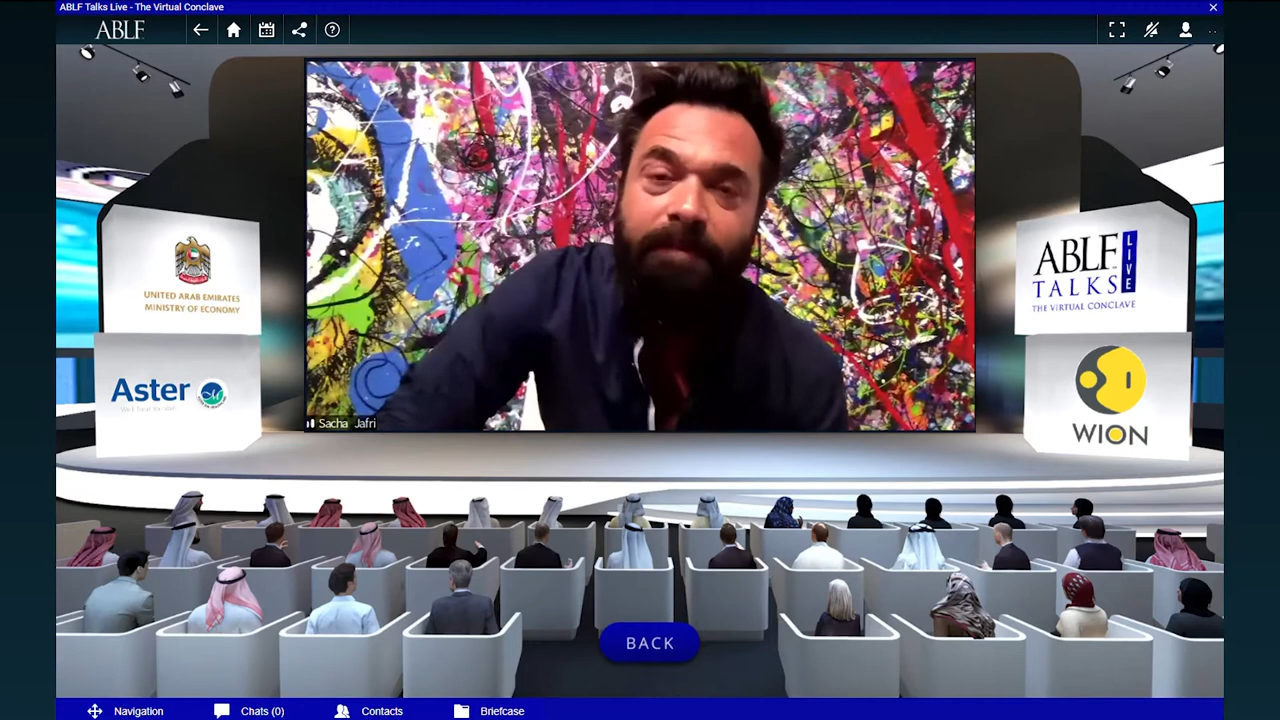 ABLF Talks Live - The Virtual Conclave
ABLF
UNITED ARAB EMIRATES
MINISTRY OF ECONOMY
Aster
Sacha Jafri
ABLF
TALKS
LIVE
THE VIRTUAL CONCLAVE
WION
BACK
Navigation
Chats (0)
Contacts
Briefcase